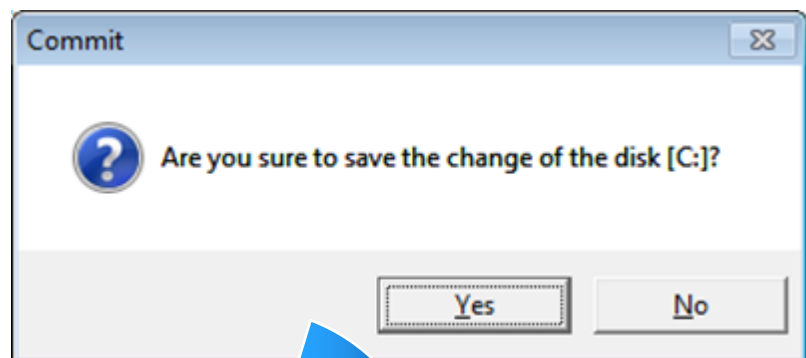 Commit
Are you sure to save the change of the disk [C:]?
Yes
No